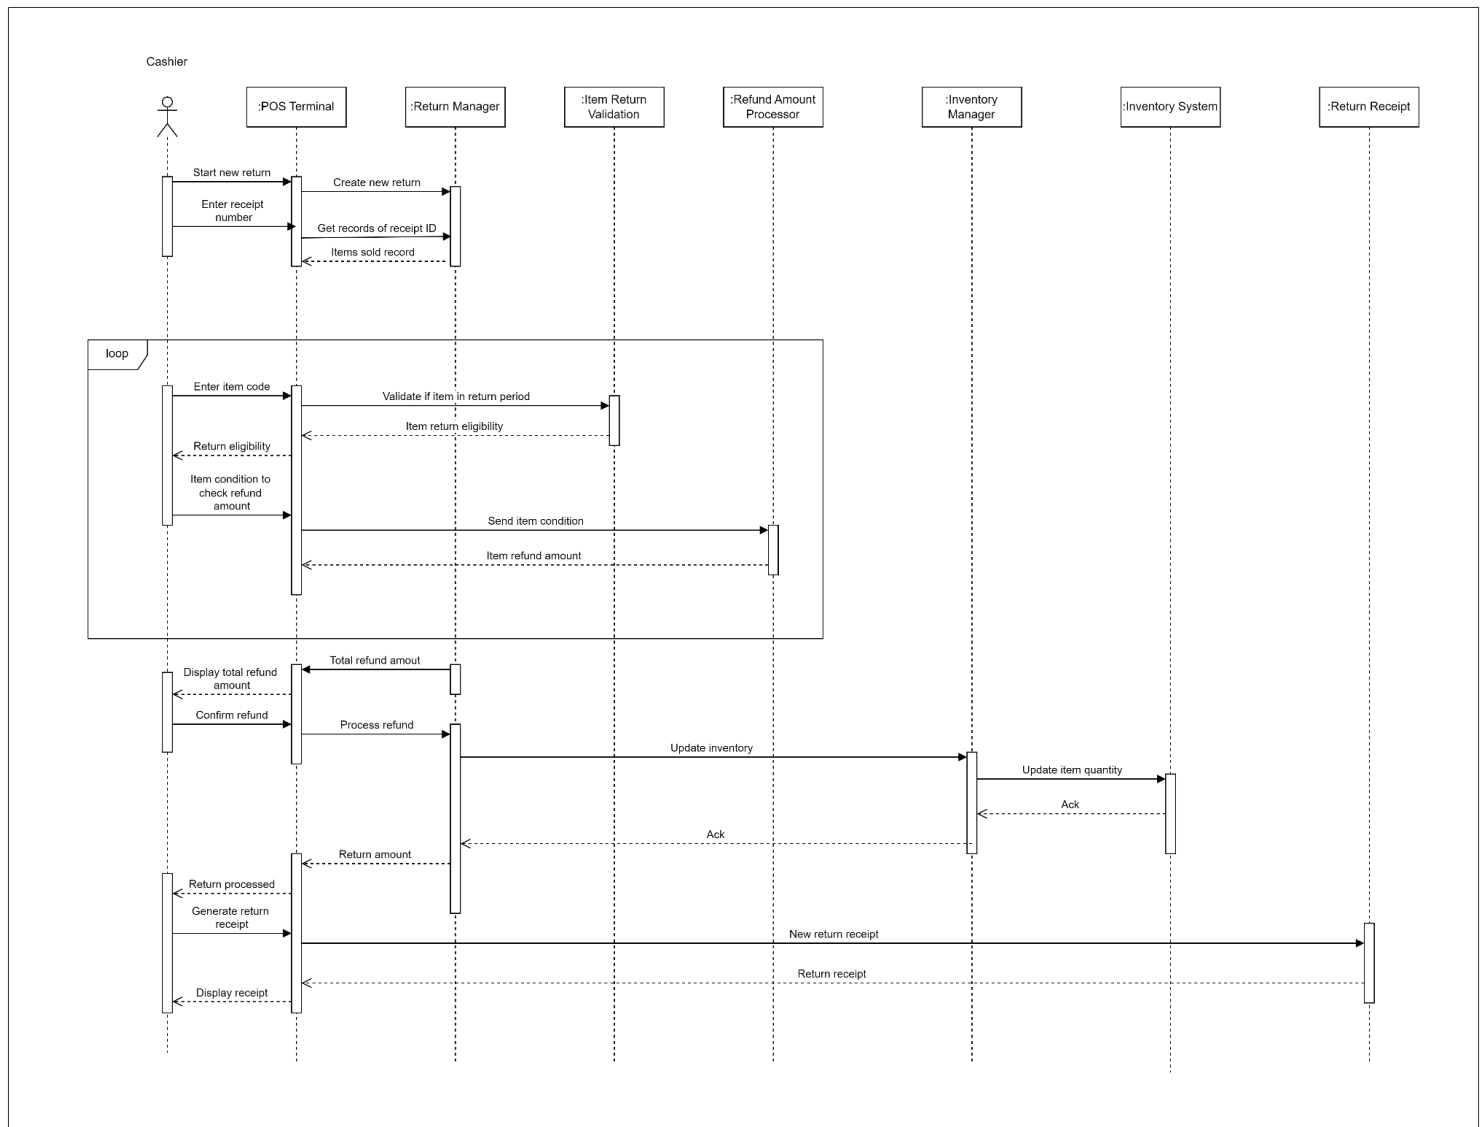 Cashier
:POS Terminal
:Return Manager
:Item Return
Validation
:Refund Amount
Processor
:Inventory
Manager
:Inventory System
:Return Receipt
Start new return
Create new return
Enter receipt
number
Get records of receipt ID
Items sold record
loop
Enter item code
Validate if item in return period
Item return eligibility
Return eligibility
Item condition to
check refund
amount
Send item condition
Item refund amount
Total refund amout
Display total refund
amount
Confirm refund
Process refund
Update inventory
Update item quantity
Ack
Ack
Return amount
Return processed
Generate return
receipt
New return receipt
Return receipt
Display receipt